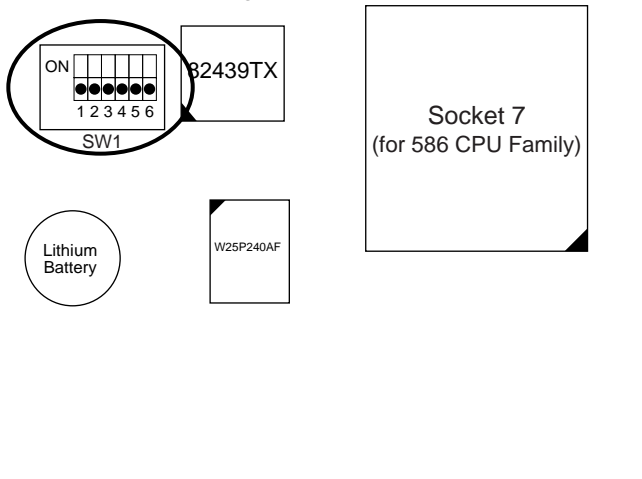 ON
1 2 3 4 5 6
SW1
82439TX
Socket 7
(for 586 CPU Family)
Lithium
Battery
W25P240AF